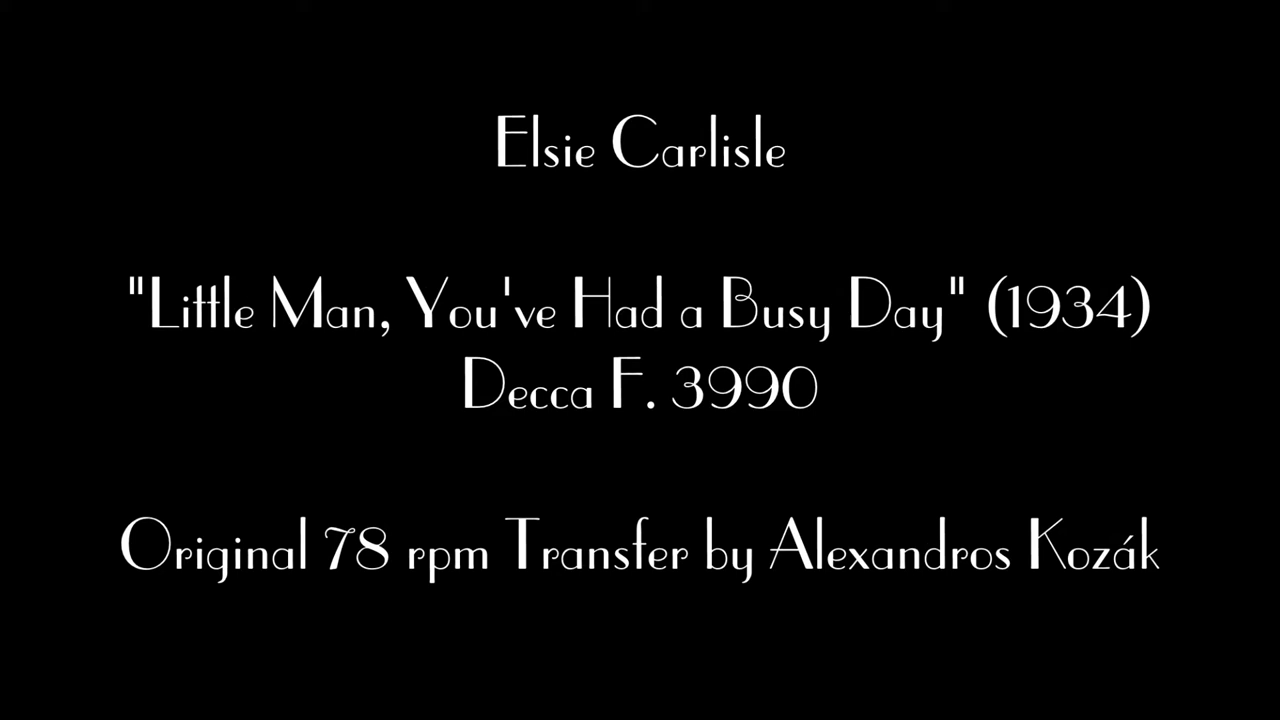 Elsie Carlisle
"Little Man, You've Had a Busy Day" (1934)
Decca F. 3990
Original 78 rpm Transfer by Alexandros Kozák